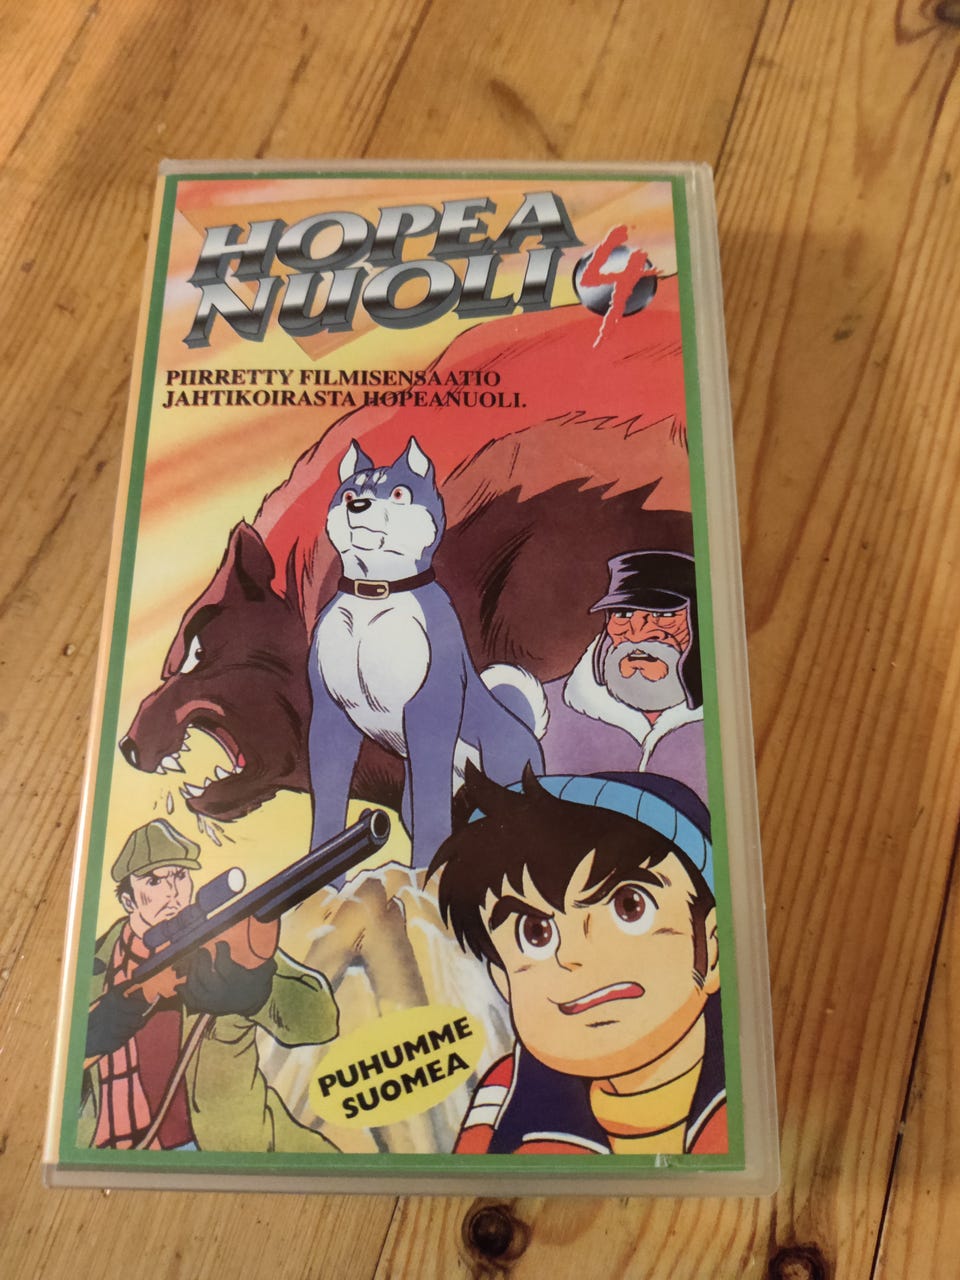 HOPEA
NUOLI 4
PIIRRETTY FILMISENSAATIO
JAHTIKOIRASTA HOPEANUOLI.
PUHUMME
SUOMEA